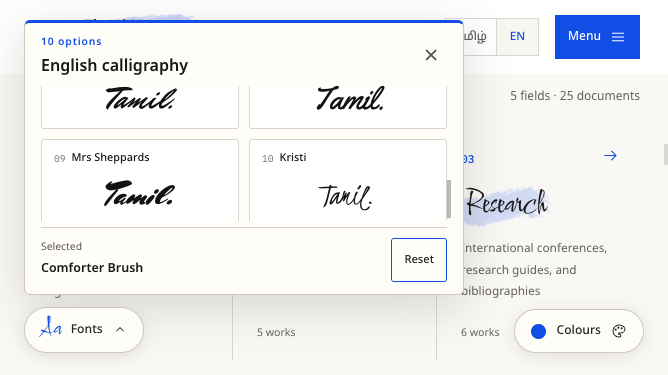 10 options
English calligraphy
மிழ்
EN
Menu
Tamil.
Tamil.
5 fields · 25 documents
09 Mrs Sheppards
10 Kristi
Tamil.
Tamil.
03
Research
International conferences,
research guides, and
bibliographies
Selected
Comforter Brush
Reset
Aa Fonts
5 works
6 works
Colours